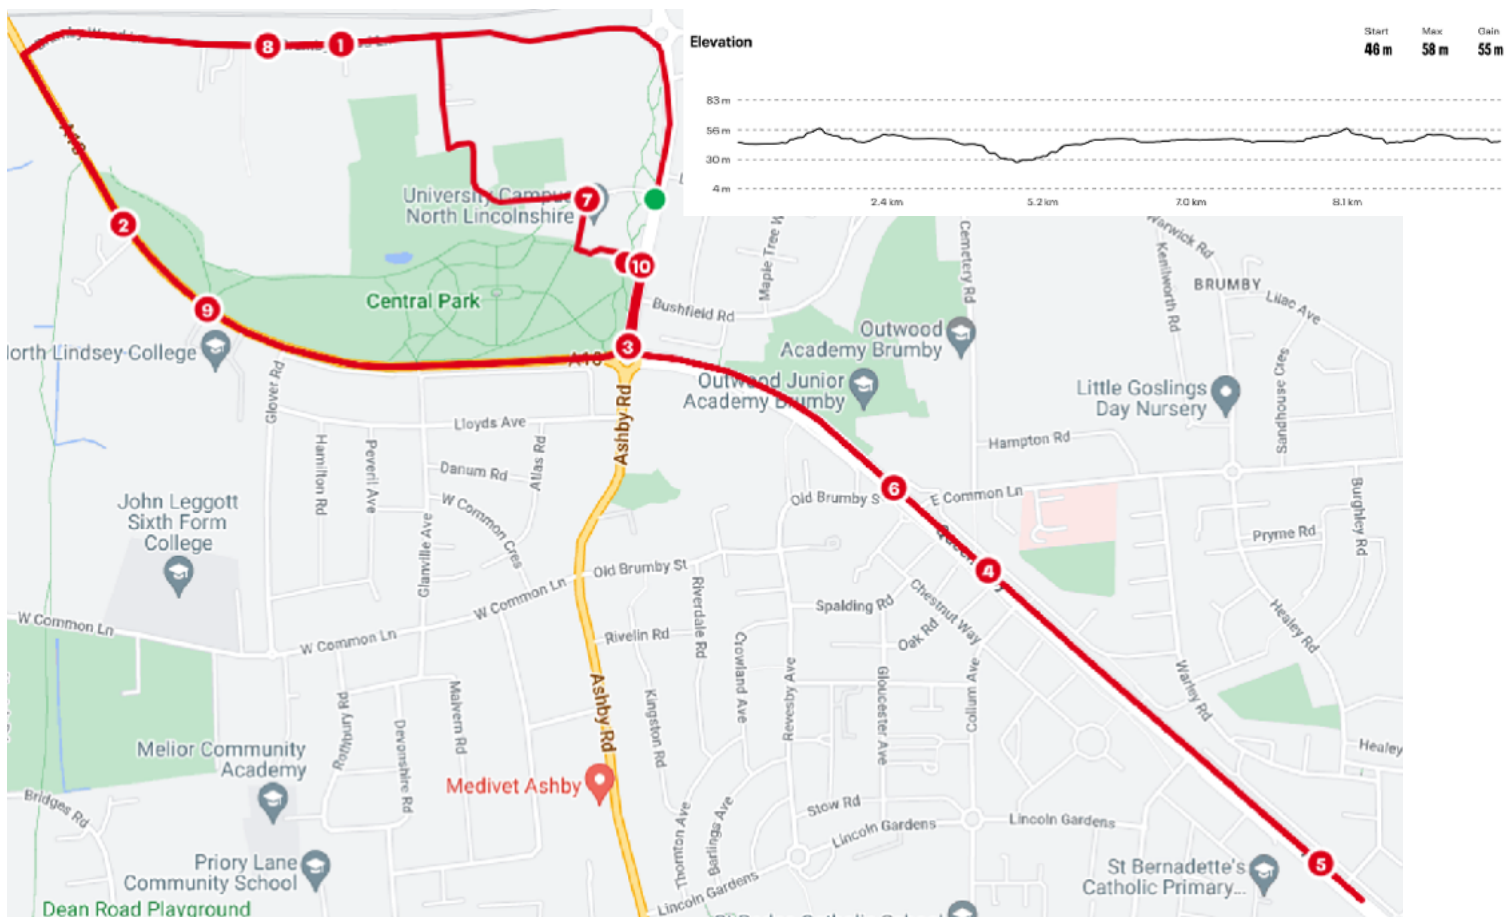 Elevation
Start
Max
Gain
46 m
58 m
55 m
83 m
56 m
30 m
4 m
2.4 km
5.2 km
7.0 km
8.1 km
8
1
A18
2
University Campus
North Lincolnshire
7
10
9
Central Park
3
A18
Bushfield Rd
Maple Tree
Cemetery Rd
Warwick Rd
Kenilworth Rd
BRUMBY
Lilac Ave
Outwood
Academy Brumby
Outwood Junior
Academy Brumby
Little Goslings
Day Nursery
Sandhouse Cres
orth Lindsey College
Glover Rd
Ashby Rd
Lloyds Ave
Hamilton Rd
Peveril Ave
Danum Rd
Atlas Rd
W Common Cres
Glanville Ave
Hampton Rd
6
Old Brumby S
E Common Ln
Burghley Rd
Pryme Rd
John Leggott
Sixth Form
College
4
Old Brumby St
W Common Ln
W Common Ln
W Common Ln
Riverdale Rd
Spalding Rd
Chestnut Way
Oak Rd
Healey Rd
Rivelin Rd
Crowland Ave
Revesby Ave
Gloucester Ave
Collum Ave
Warley Rd
Rothbury Rd
Malvern Rd
Devonshire Rd
Ashby Rd
Kingston Rd
Healey
Melior Community
Academy
Medivet Ashby
Bridges Rd
Thornton Ave
Barlings Ave
Stow Rd
Lincoln Gardens
Lincoln Gardens
Lincoln Gardens
5
Priory Lane
Community School
St Bernadette's
Catholic Primary...
Dean Road Playground